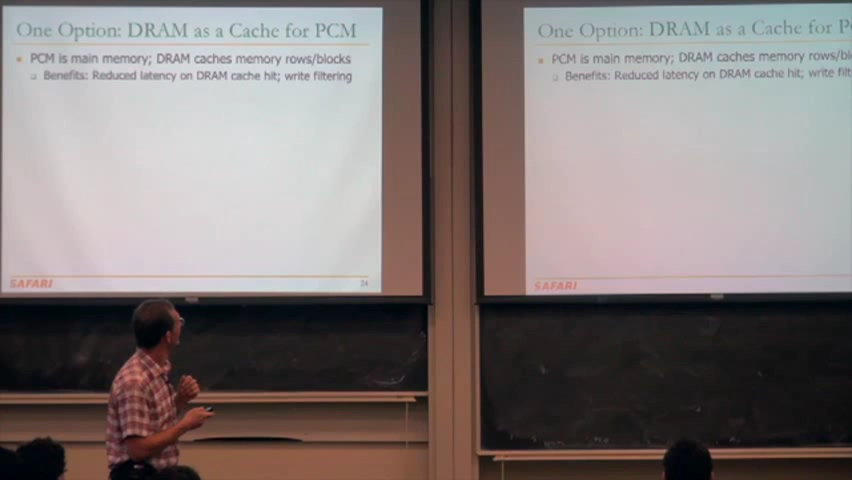 One Option: DRAM as a Cache for PCM
PCM is main memory; DRAM caches memory rows/blocks
Benefits: Reduced latency on DRAM cache hit; write filtering
SAFARI
24
One Option: DRAM as a Cache for
PCM is main memory; DRAM caches memory
Benefits: Reduced latency on DRAM cache hit; write
SAFARI